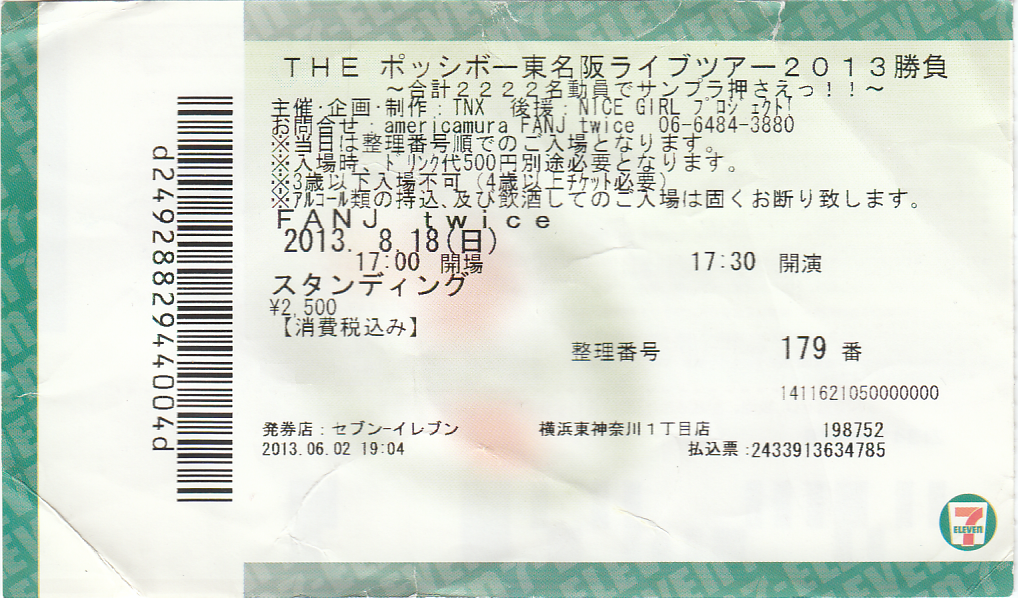 THE ポッシボー東名阪ライブツアー2013勝負
～合計2222名動員でサンプラ押さえっ！！～
主催・企画・制作：TNX　後援：NICE GIRL プロジェクト!
お問合せ：americamura FANJ twice　06-6484-3880
※当日は整理番号順でのご入場となります。
※入場時、ドリンク代500円別途必要となります。
※3歳以下入場不可（4歳以上チケット必要）
※アルコール類の持込、及び飲酒してのご入場は固くお断り致します。
FANJ　twice
2013. 8.18(日)
17:00 開場　17:30 開演
スタンディング
¥2,500
【消費税込み】
整理番号　179 番
1411621050000000
発券店：セブン-イレブン　横浜東神奈川1丁目店　198752
2013.06.02 19:04　払込票：2433913634785
d2492882944004d
7 ELEVEN